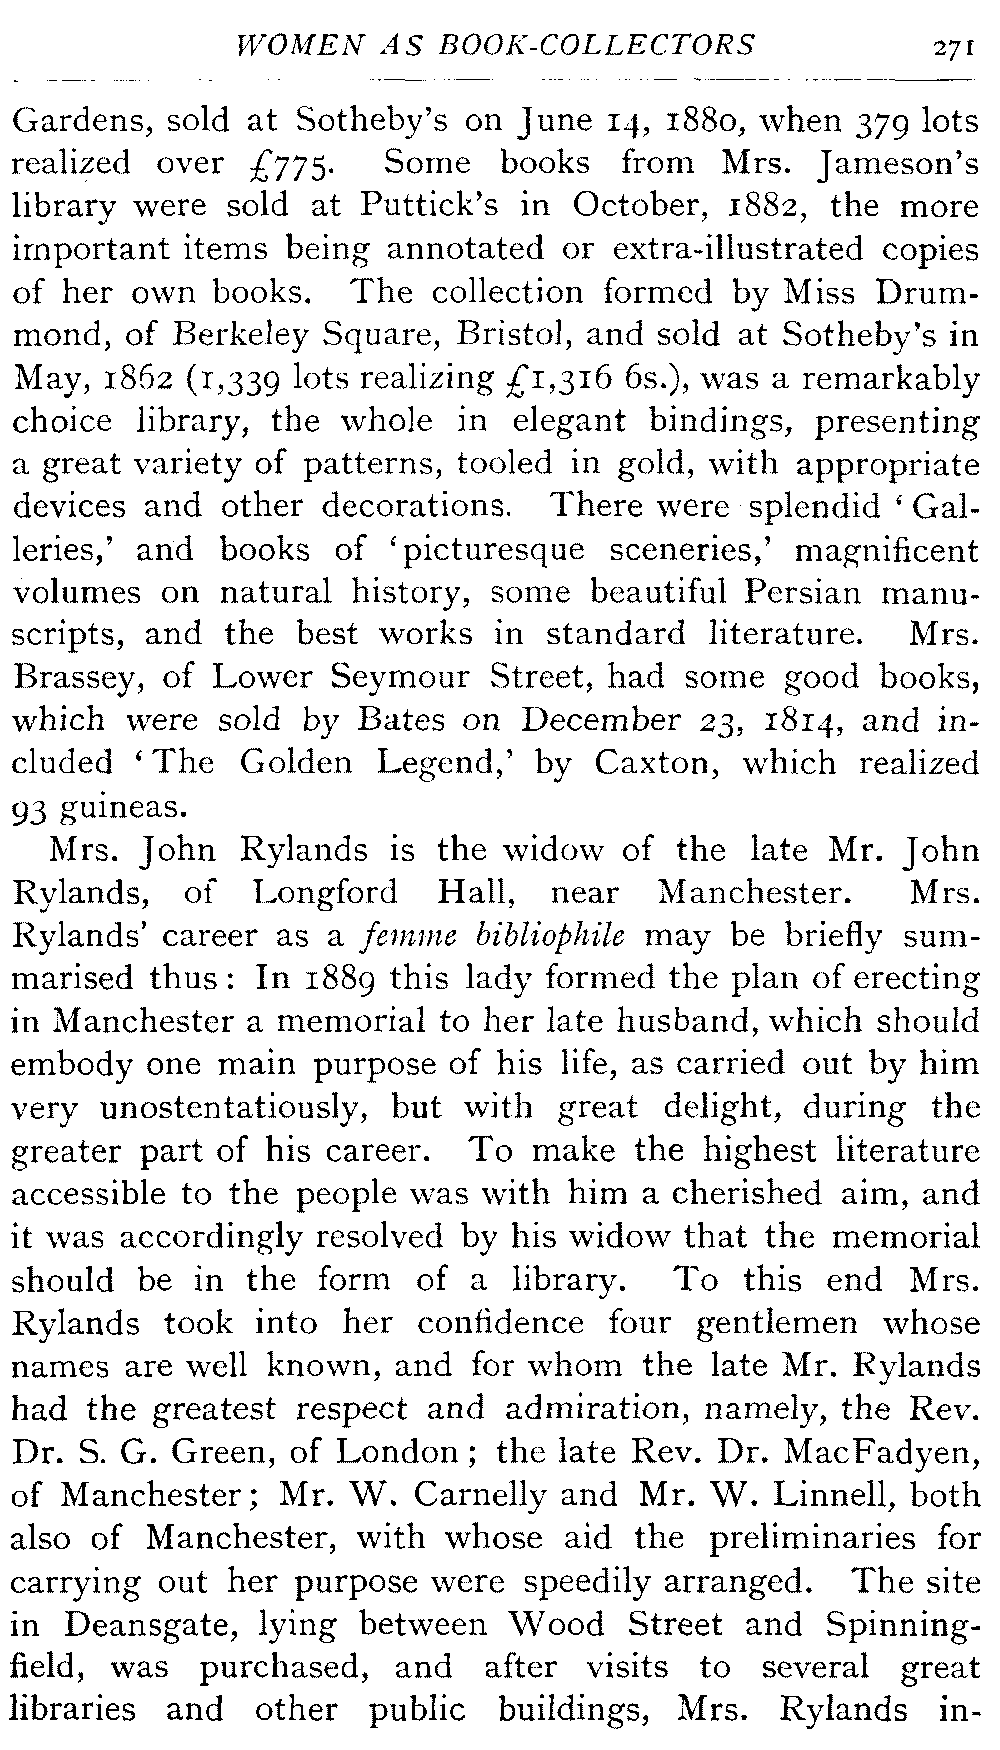 WOMEN AS BOOK-COLLECTORS 271
Gardens, sold at Sotheby's on June 14, 1880, when 379 lots
realized over £775. Some books from Mrs. Jameson's
library were sold at Puttick's in October, 1882, the more
important items being annotated or extra-illustrated copies
of her own books. The collection formed by Miss Drum-
mond, of Berkeley Square, Bristol, and sold at Sotheby's in
May, 1862 (1,339 lots realizing £1,316 6s.), was a remarkably
choice library, the whole in elegant bindings, presenting
a great variety of patterns, tooled in gold, with appropriate
devices and other decorations. There were splendid ‘Gal-
leries,’ and books of ‘picturesque sceneries,’ magnificent
volumes on natural history, some beautiful Persian manu-
scripts, and the best works in standard literature. Mrs.
Brassey, of Lower Seymour Street, had some good books,
which were sold by Bates on December 23, 1814, and in-
cluded ‘The Golden Legend,’ by Caxton, which realized
93 guineas.
Mrs. John Rylands is the widow of the late Mr. John
Rylands, of Longford Hall, near Manchester. Mrs.
Rylands' career as a femme bibliophile may be briefly sum-
marised thus: In 1889 this lady formed the plan of erecting
in Manchester a memorial to her late husband, which should
embody one main purpose of his life, as carried out by him
very unostentatiously, but with great delight, during the
greater part of his career. To make the highest literature
accessible to the people was with him a cherished aim, and
it was accordingly resolved by his widow that the memorial
should be in the form of a library. To this end Mrs.
Rylands took into her confidence four gentlemen whose
names are well known, and for whom the late Mr. Rylands
had the greatest respect and admiration, namely, the Rev.
Dr. S. G. Green, of London; the late Rev. Dr. MacFadyen,
of Manchester; Mr. W. Carnelly and Mr. W. Linnell, both
also of Manchester, with whose aid the preliminaries for
carrying out her purpose were speedily arranged. The site
in Deansgate, lying between Wood Street and Spinning-
field, was purchased, and after visits to several great
libraries and other public buildings, Mrs. Rylands in-